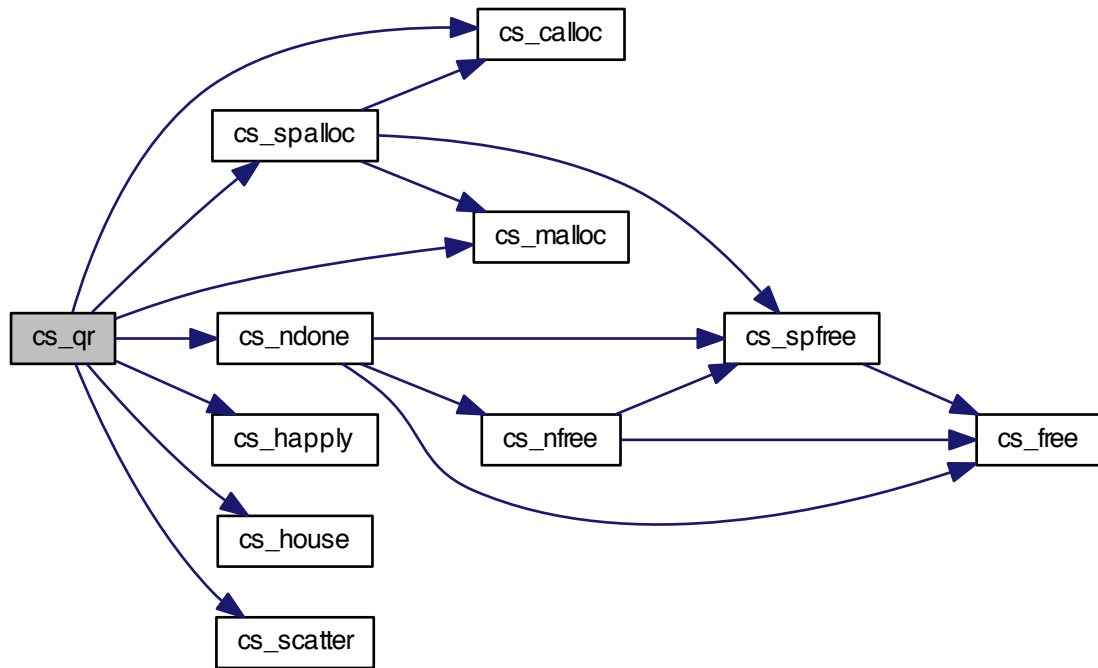 cs_calloc
cs_spalloc
cs_malloc
cs_qr
cs_ndone
cs_spfree
cs_happly
cs_nfree
cs_free
cs_house
cs_scatter